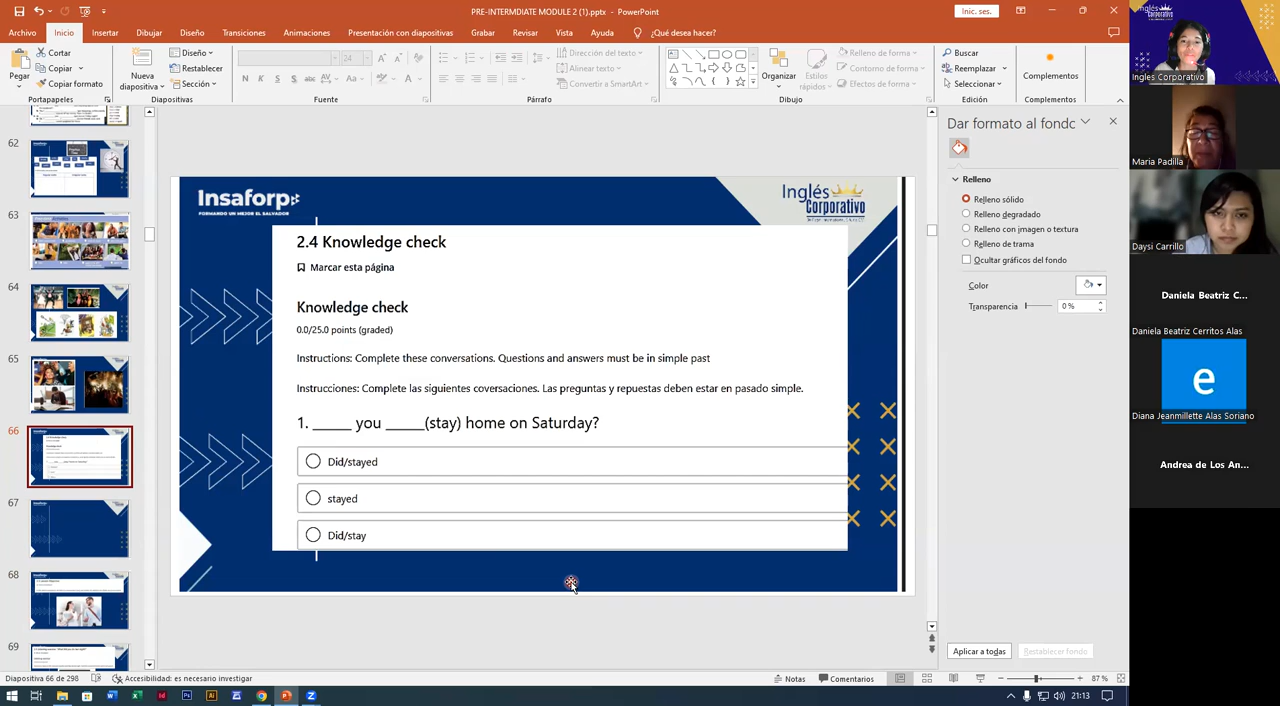 PRE-INTERMDIATE MODULE 2 (1).pptx - PowerPoint
Inic. ses.
Archivo Inicio Insertar Dibujar Diseño Transiciones Animaciones Presentación con diapositivas Grabar Revisar Vista Ayuda ¿Qué desea hacer?
Pegar
Cortar
Copiar
Copiar formato
Portapapeles
Nueva diapositiva
Diseño
Restablecer
Sección
Diapositivas
24
Fuente
Dirección del texto
Alinear texto
Convertir a SmartArt
Párrafo
Organizar
Estilos rápidos
Relleno de forma
Contorno de forma
Efectos de forma
Dibujo
Buscar
Reemplazar
Seleccionar
Edición
Complementos
Complementos
62
63
64
65
66
67
68
69
Insaforp
FORMANDO UN MEJOR EL SALVADOR
Inglés
Corporativo
2.4 Knowledge check
Marcar esta página
Knowledge check
0.0/25.0 points (graded)
Instructions: Complete these conversations. Questions and answers must be in simple past
Instrucciones: Complete las siguientes coversaciones. Las preguntas y repuestas deben estar en pasado simple.
1. _____ you _____(stay) home on Saturday?
Did/stayed
stayed
Did/stay
Dar formato al fondo
Relleno
Relleno sólido
Relleno degradado
Relleno con imagen o textura
Relleno de trama
Ocultar gráficos del fondo
Color
Transparencia 0 %
Aplicar a todas
Restablecer fondo
Diapositiva 66 de 298
Accesibilidad: es necesario investigar
Notas
Comentarios
87 %
21:13
Inglés
Corporativo
Ingles Corporativo
Maria Padilla
Daysi Carrillo
Daniela Beatriz C...
Daniela Beatriz Cerritos Alas
e
Diana Jeanmillette Alas Soriano
Andrea de Los An...